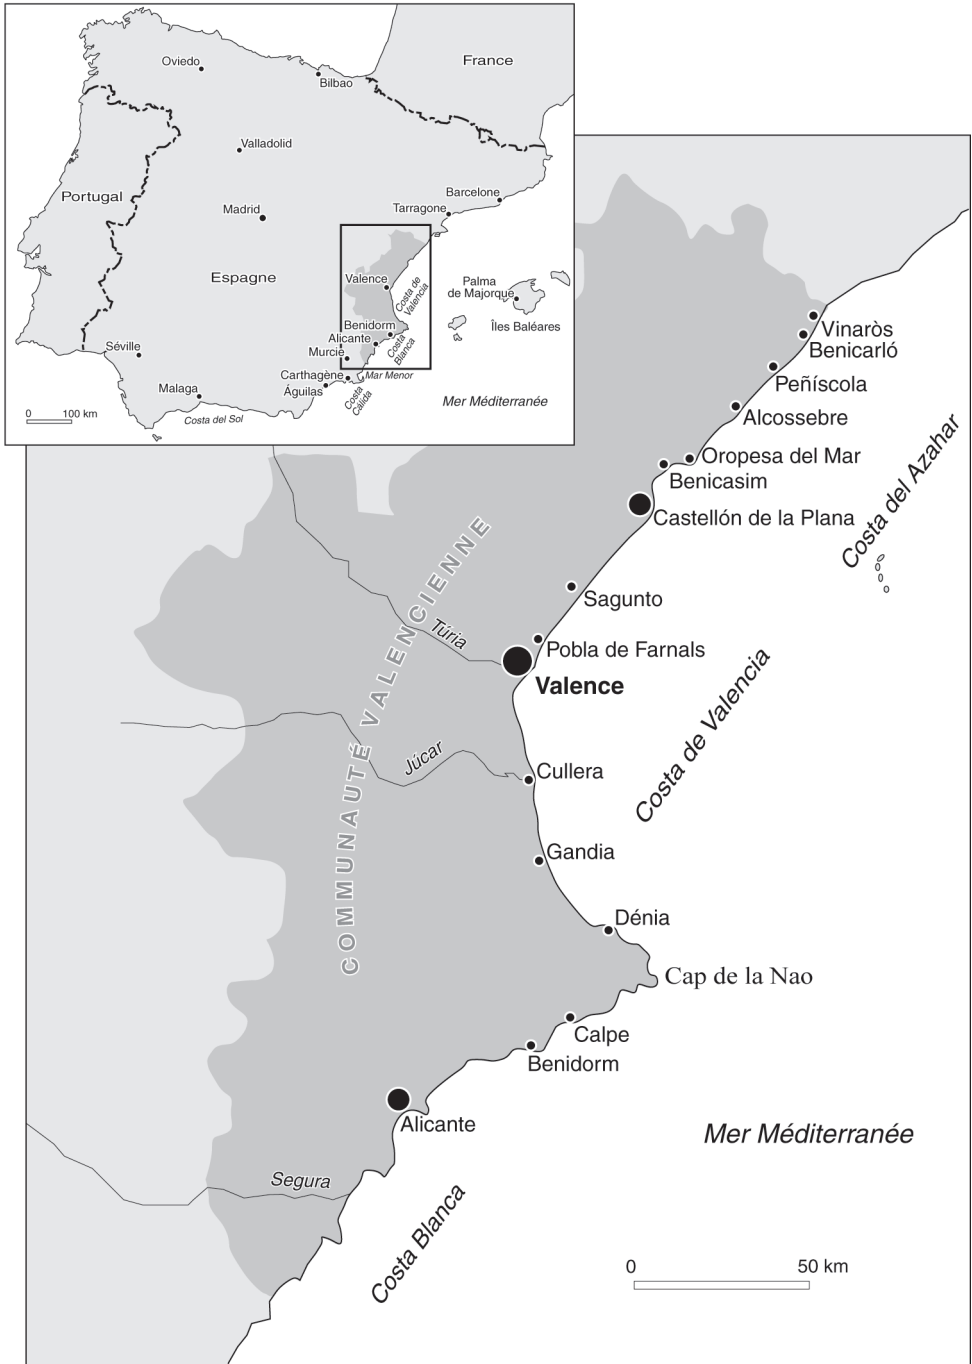 France
Oviedo
Bilbao
Valladolid
Portugal
Barcelone
Tarragone
Madrid
Espagne
Valence
Costa de
Valencia
Palma
de Majorque
Îles Baléares
Benidorm
Alicante
Costa
Blanca
Murcie
Séville
Carthagène
Mar Menor
Águilas
Costa
Cálida
Malaga
Costa del Sol
Mer Méditerranée
0 100 km
Vinaròs
Benicarló
Peñíscola
Alcossebre
Oropesa del Mar
Benicasim
Castellón de la Plana
Costa del Azahar
Sagunto
COMMUNAUTÉ VALENCIENNE
Túria
Pobla de Farnals
Valence
Costa de Valencia
Júcar
Cullera
Gandia
Dénia
Cap de la Nao
Calpe
Benidorm
Alicante
Mer Méditerranée
Segura
Costa Blanca
0 50 km